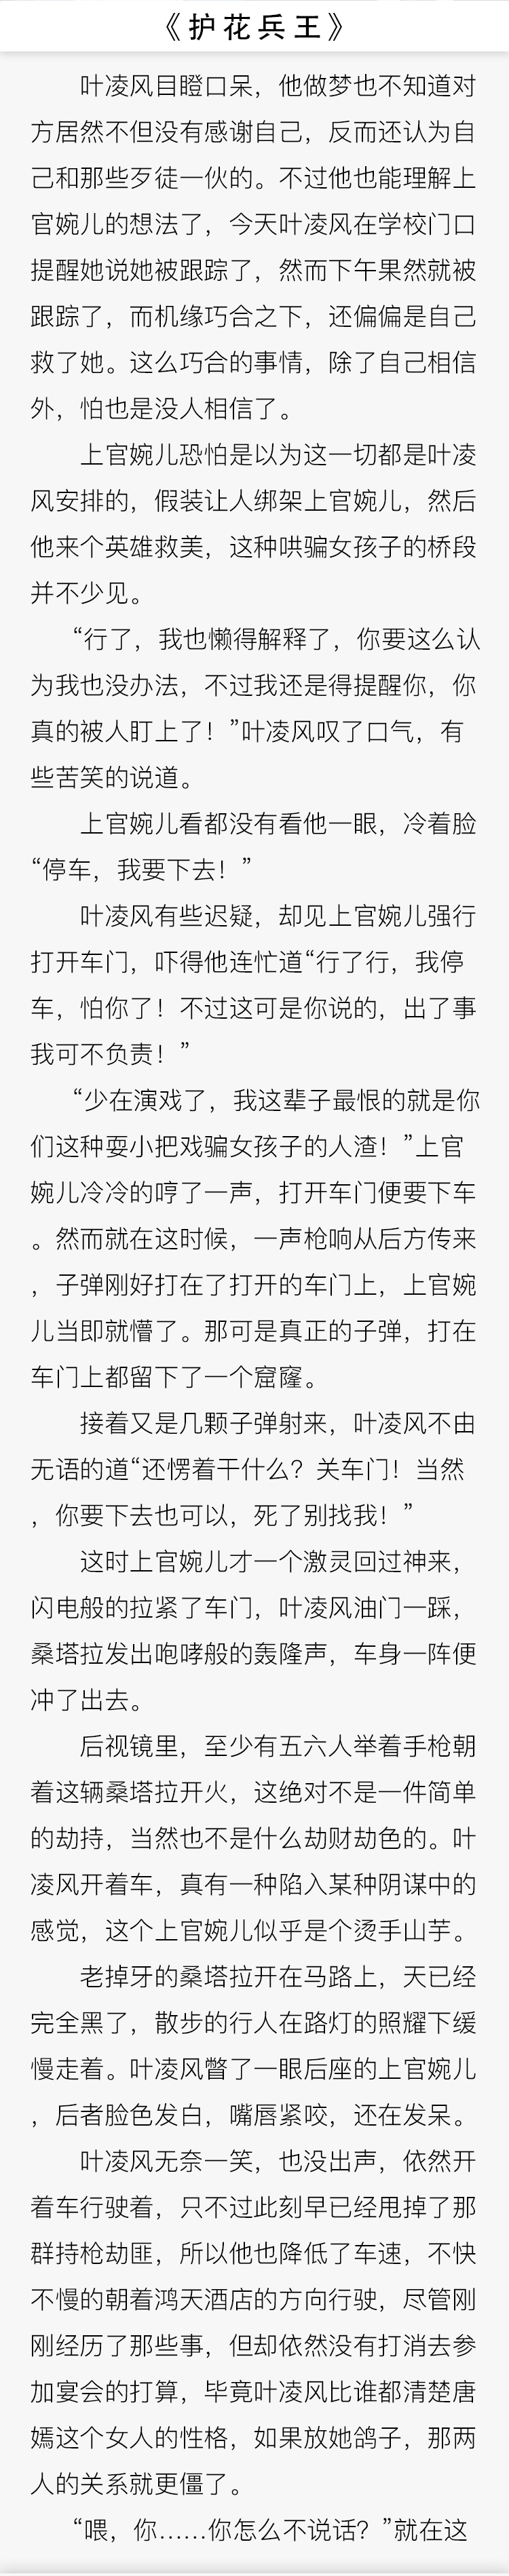 《护花兵王》
叶凌风目瞪口呆，他做梦也不知道对
方居然不但没有感谢自己，反而还认为自
己和那些歹徒一伙的。不过他也能理解上
官婉儿的想法了，今天叶凌风在学校门口
提醒她说她被跟踪了，然而下午果然就被
跟踪了，而机缘巧合之下，还偏偏是自己
救了她。这么巧合的事情，除了自己相信
外，怕也是没人相信了。
上官婉儿恐怕是以为这一切都是叶凌
风安排的，假装让人绑架上官婉儿，然后
他来个英雄救美，这种哄骗女孩子的桥段
并不少见。
“行了，我也懒得解释了，你要这么认
为我也没办法，不过我还是得提醒你，你
真的被人盯上了！”叶凌风叹了口气，有
些苦笑的说道。
上官婉儿看都没有看他一眼，冷着脸
“停车，我要下去！”
叶凌风有些迟疑，却见上官婉儿强行
打开车门，吓得他连忙道“行了行，我停
车，怕你了！不过这可是你说的，出了事
我可不负责！”
“少在演戏了，我这辈子最恨的就是你
们这种耍小把戏骗女孩子的人渣！”上官
婉儿冷冷的哼了一声，打开车门便要下车
。然而就在这时候，一声枪响从后方传来
，子弹刚好打在了打开的车门上，上官婉
儿当即就懵了。那可是真正的子弹，打在
车门上都留下了一个窟窿。
接着又是几颗子弹射来，叶凌风不由
无语的道“还愣着干什么？关车门！当然
，你要下去也可以，死了别找我！”
这时上官婉儿才一个激灵回过神来，
闪电般的拉紧了车门，叶凌风油门一踩，
桑塔拉发出咆哮般的轰隆声，车身一阵便
冲了出去。
后视镜里，至少有五六人举着手枪朝
着这辆桑塔拉开火，这绝对不是一件简单
的劫持，当然也不是什么劫财劫色的。叶
凌风开着车，真有一种陷入某种阴谋中的
感觉，这个上官婉儿似乎是个烫手山芋。
老掉牙的桑塔拉开在马路上，天已经
完全黑了，散步的行人在路灯的照耀下缓
慢走着。叶凌风瞥了一眼后座的上官婉儿
，后者脸色发白，嘴唇紧咬，还在发呆。
叶凌风无奈一笑，也没出声，依然开
着车行驶着，只不过此刻早已经甩掉了那
群持枪劫匪，所以他也降低了车速，不快
不慢的朝着鸿天酒店的方向行驶，尽管刚
刚经历了那些事，但却依然没有打消去参
加宴会的打算，毕竟叶凌风比谁都清楚唐
嫣这个女人的性格，如果放她鸽子，那两
人的关系就更僵了。
“喂，你……你怎么不说话？”就在这